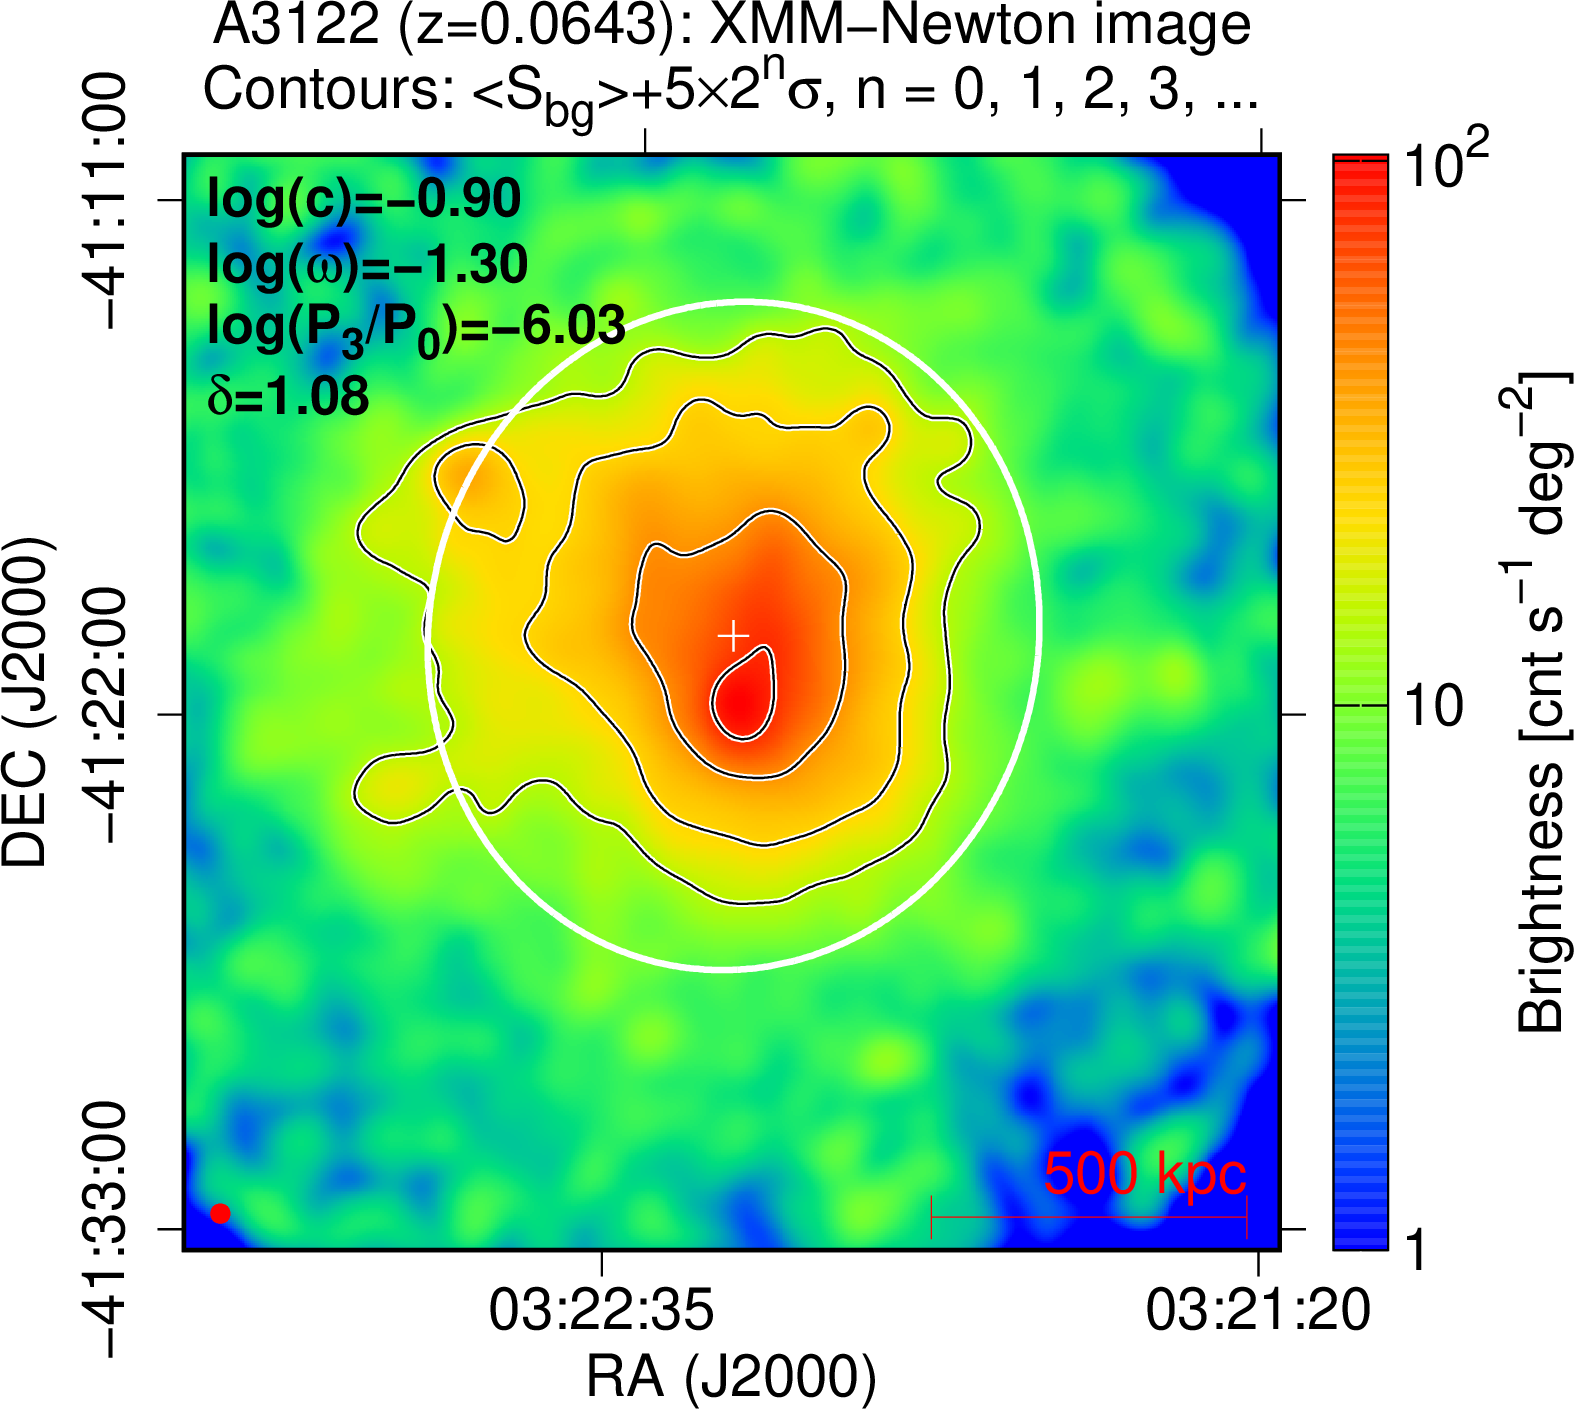 A3122 (z=0.0643): XMM−Newton image
Contours: <S_bg>+5×2^nσ, n = 0, 1, 2, 3, ...
log(c)=−0.90
log(ω)=−1.30
log(P_3/P_0)=−6.03
δ=1.08
−41:11:00
−41:22:00
−41:33:00
DEC (J2000)
500 kpc
03:22:35
03:21:20
RA (J2000)
10^2
10
1
Brightness [cnt s^−1 deg^−2]